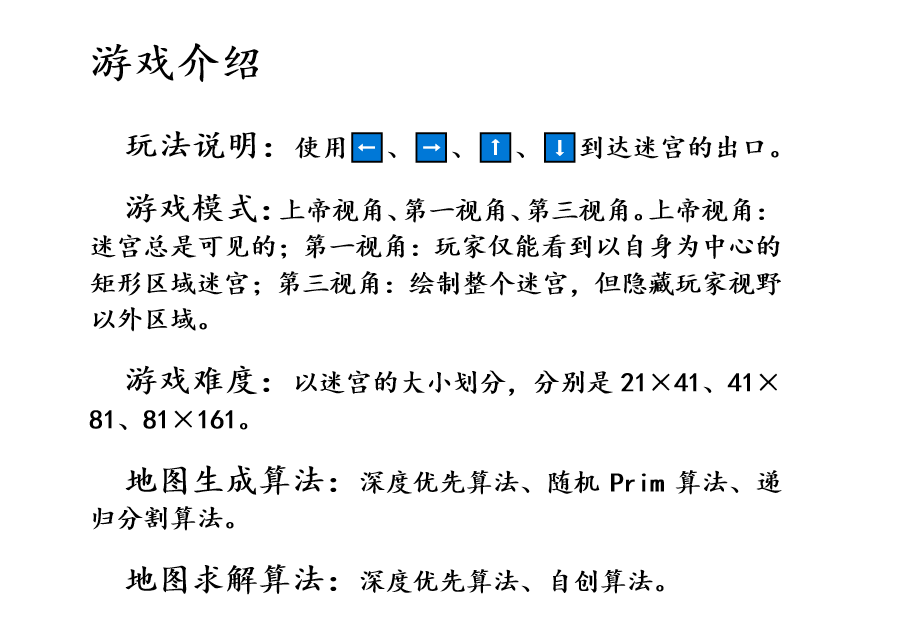 游戏介绍
玩法说明：使用←、→、↑、↓到达迷宫的出口。
游戏模式：上帝视角、第一视角、第三视角。上帝视角：
迷宫总是可见的；第一视角：玩家仅能看到以自身为中心的
矩形区域迷宫；第三视角：绘制整个迷宫，但隐藏玩家视野
以外区域。
游戏难度：以迷宫的大小划分，分别是 21×41、41×
81、81×161。
地图生成算法：深度优先算法、随机 Prim 算法、递
归分割算法。
地图求解算法：深度优先算法、自创算法。